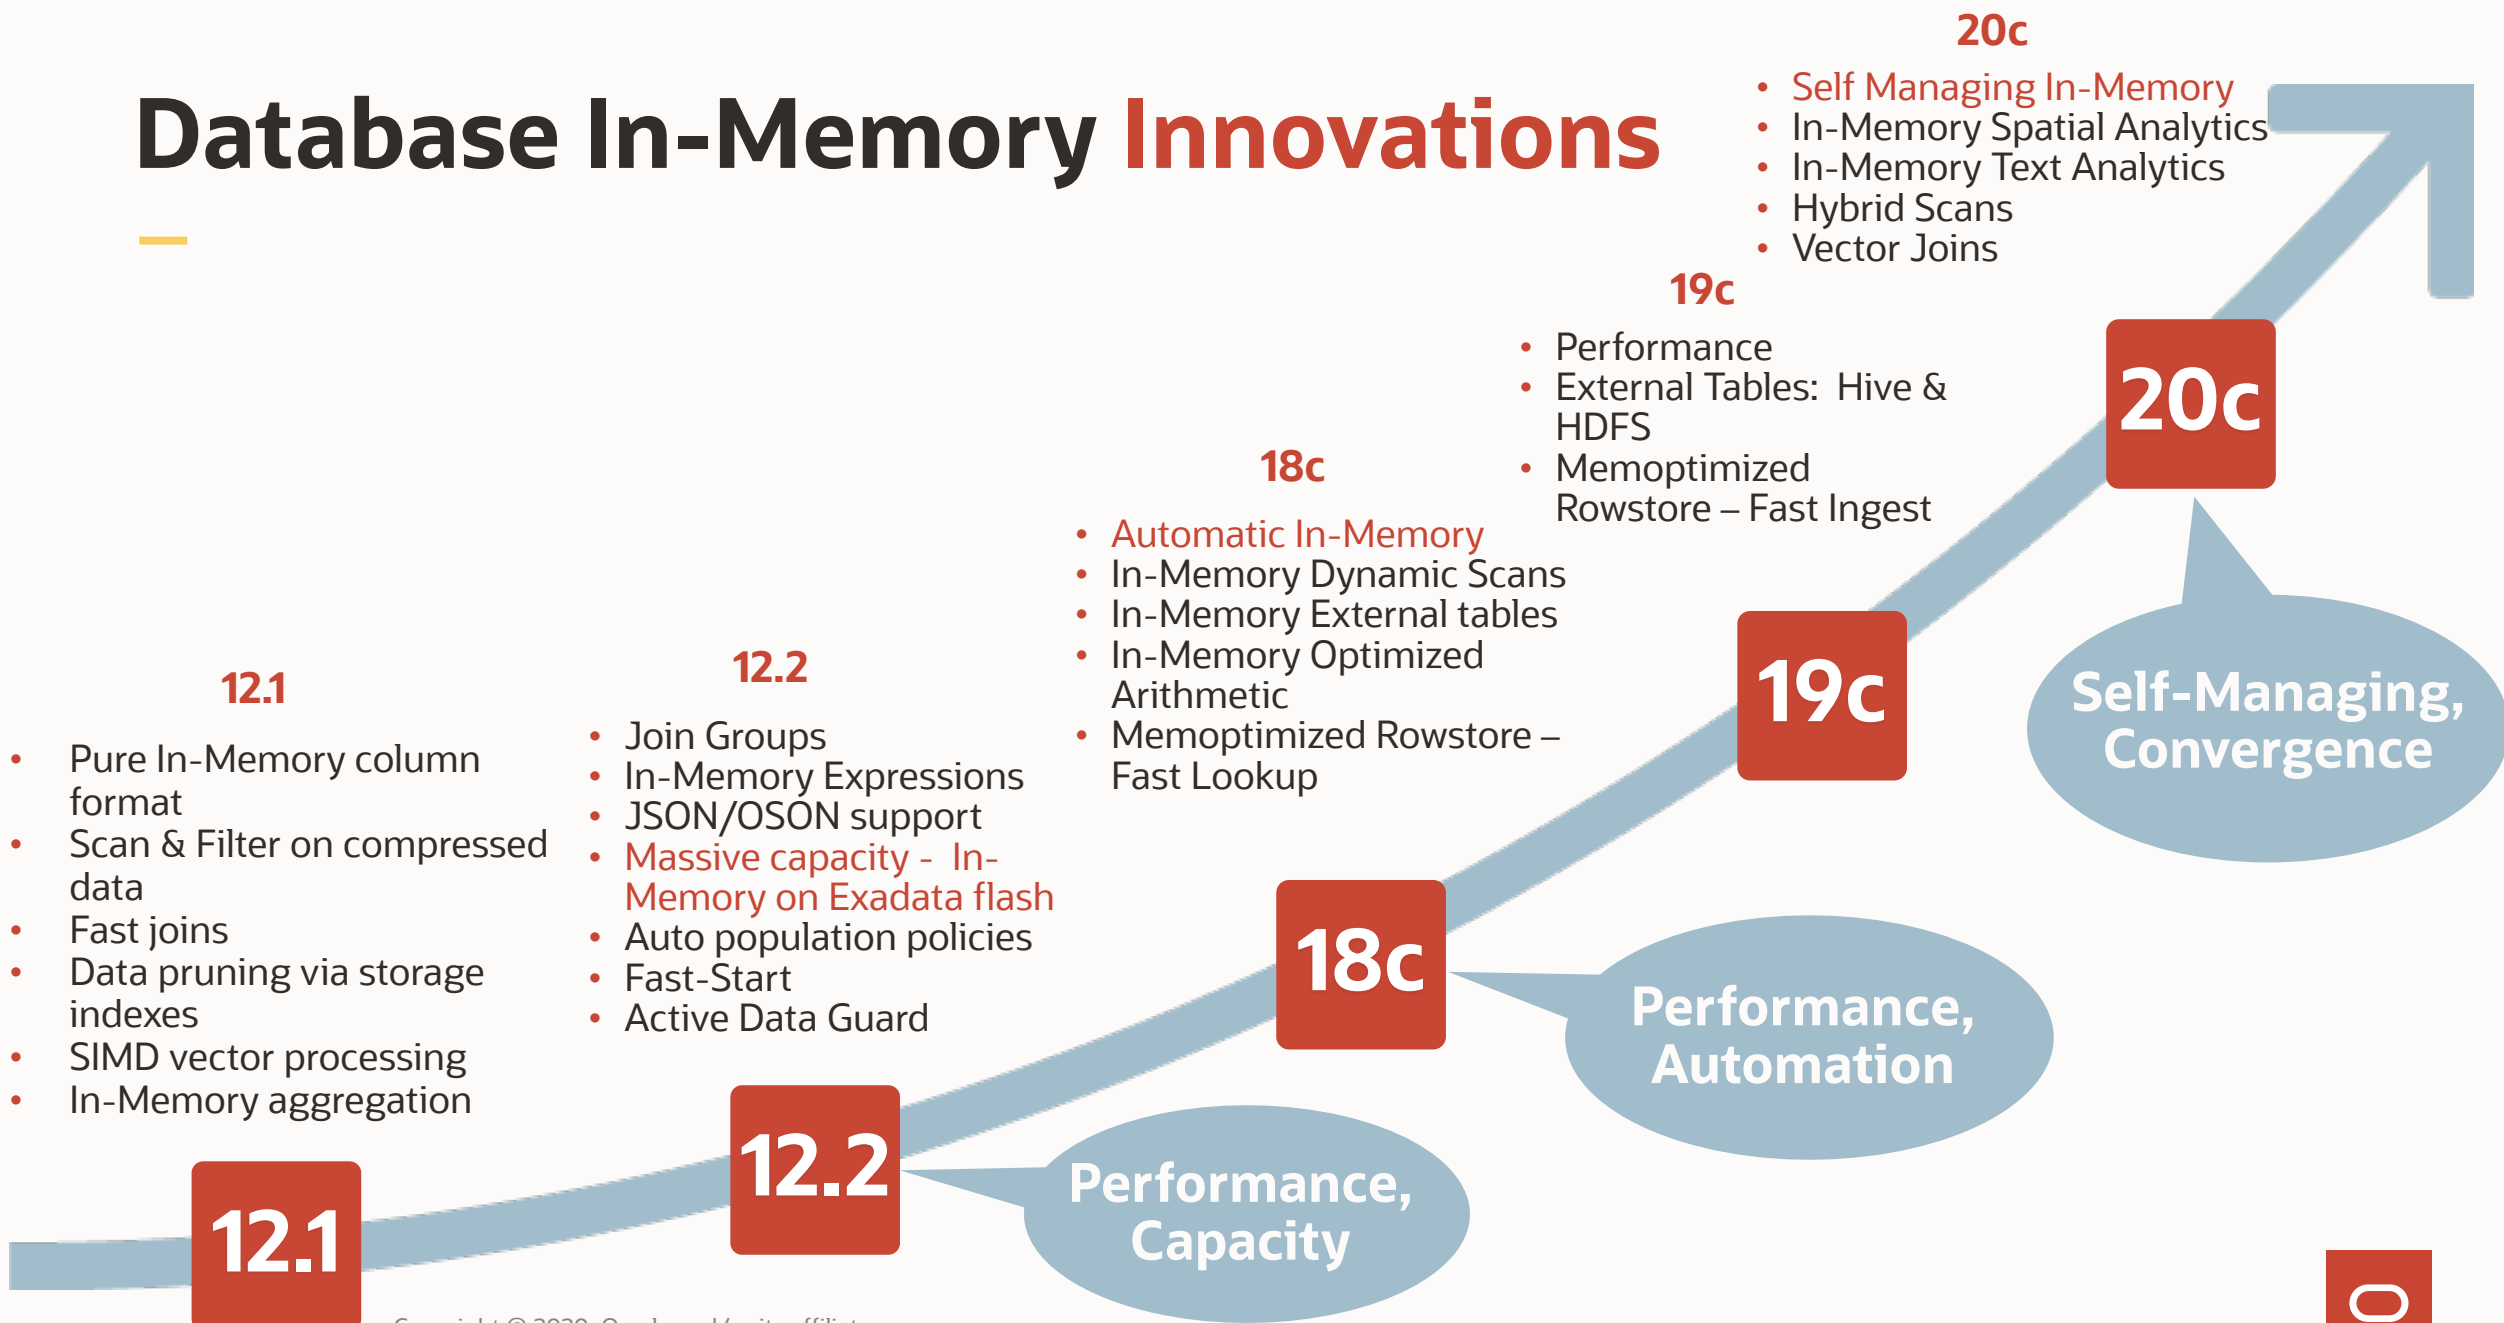 Database In-Memory Innovations
12.1
• Pure In-Memory column
format
• Scan & Filter on compressed
data
• Fast joins
• Data pruning via storage
indexes
• SIMD vector processing
• In-Memory aggregation
12.2
• Join Groups
• In-Memory Expressions
• JSON/OSON support
• Massive capacity - In-
Memory on Exadata flash
• Auto population policies
• Fast-Start
• Active Data Guard
18c
• Automatic In-Memory
• In-Memory Dynamic Scans
• In-Memory External tables
• In-Memory Optimized
Arithmetic
• Memoptimized Rowstore –
Fast Lookup
19c
• Performance
• External Tables: Hive &
HDFS
• Memoptimized
Rowstore – Fast Ingest
20c
• Self Managing In-Memory
• In-Memory Spatial Analytics
• In-Memory Text Analytics
• Hybrid Scans
• Vector Joins
12.1
12.2
18c
19c
20c
Performance,
Capacity
Performance,
Automation
Self-Managing,
Convergence
Copyright © 2020, Oracle